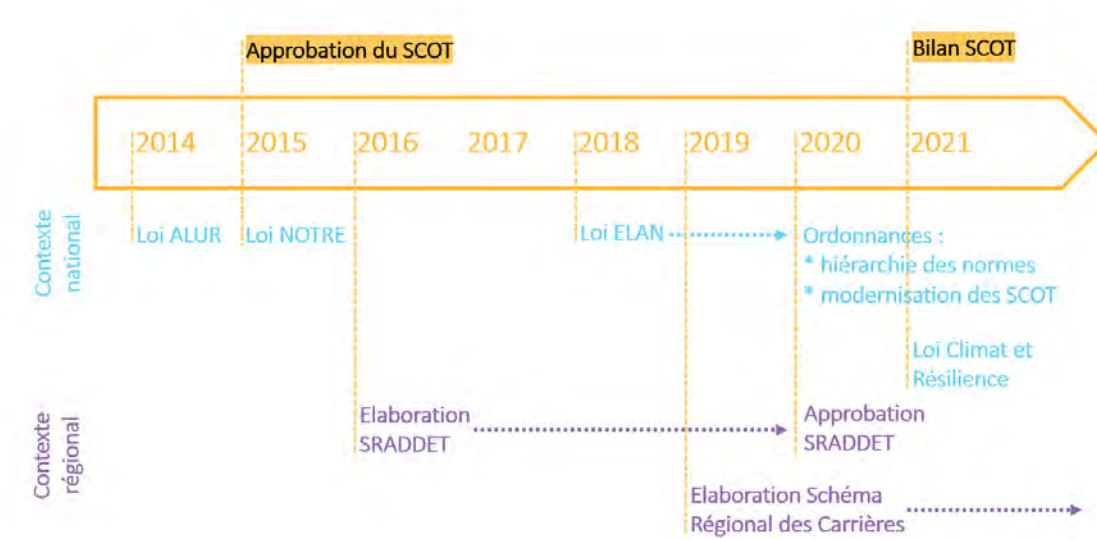 Approbation du SCOT
Bilan SCOT
2014
2015
2016
2017
2018
2019
2020
2021
Contexte
national
Loi ALUR
Loi NOTRE
Loi ELAN
Ordonnances :
* hiérarchie des normes
* modernisation des SCOT
Loi Climat et
Résilience
Contexte
régional
Elaboration
SRADDET
Approbation
SRADDET
Elaboration Schéma
Régional des Carrières